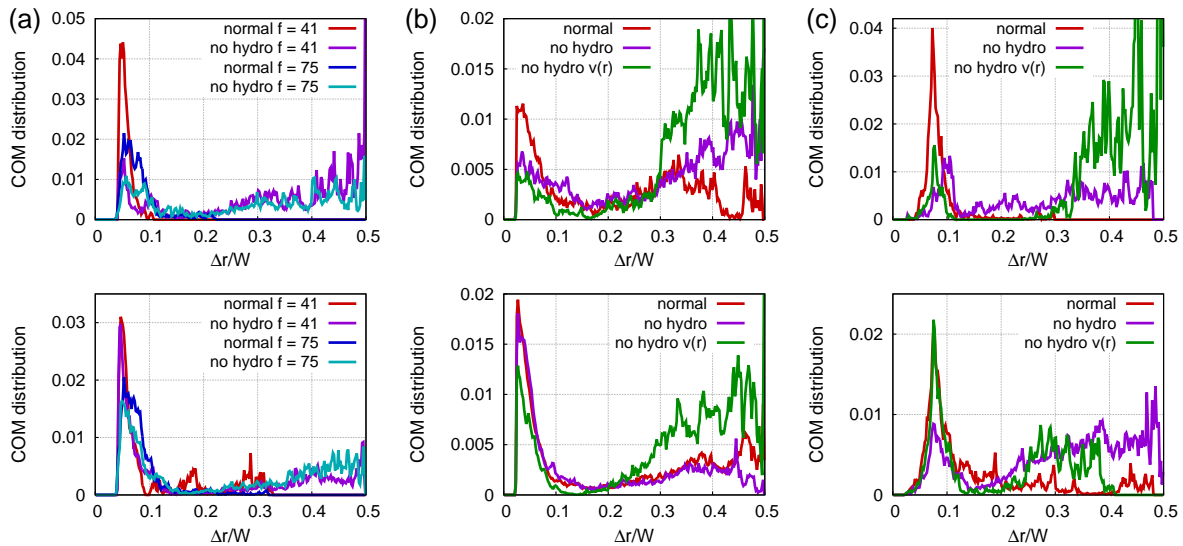 (a)
COM distribution
0.05
0.04
0.03
0.02
0.01
0
normal f = 41
no hydro f = 41
normal f = 75
no hydro f = 75
0 0.1 0.2 0.3 0.4 0.5
Δr/W
(b)
COM distribution
0.02
0.015
0.01
0.005
0
normal
no hydro
no hydro v(r)
0 0.1 0.2 0.3 0.4 0.5
Δr/W
(c)
COM distribution
0.04
0.03
0.02
0.01
0
normal
no hydro
no hydro v(r)
0 0.1 0.2 0.3 0.4 0.5
Δr/W
COM distribution
0.03
0.02
0.01
0
normal f = 41
no hydro f = 41
normal f = 75
no hydro f = 75
0 0.1 0.2 0.3 0.4 0.5
Δr/W
COM distribution
0.02
0.015
0.01
0.005
0
normal
no hydro
no hydro v(r)
0 0.1 0.2 0.3 0.4 0.5
Δr/W
COM distribution
0.02
0.01
0
normal
no hydro
no hydro v(r)
0 0.1 0.2 0.3 0.4 0.5
Δr/W